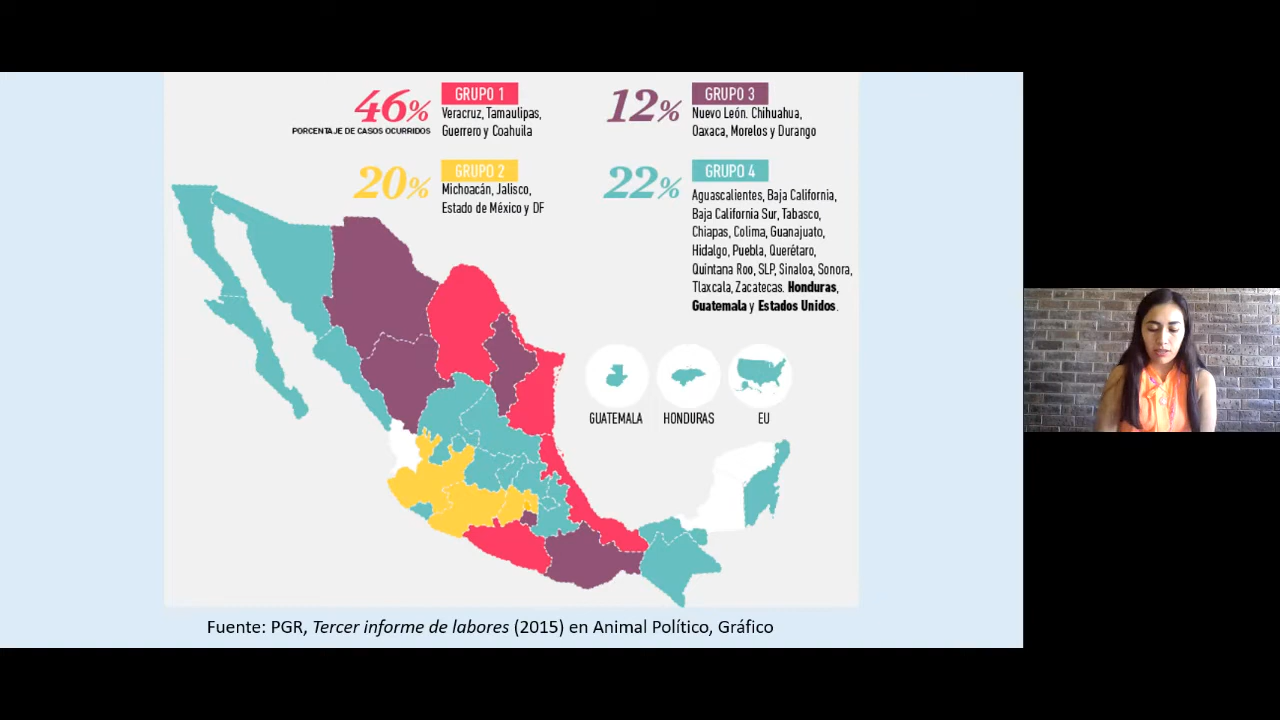 46%
PORCENTAJE DE CASOS OCURRIDOS
GRUPO 1
Veracruz, Tamaulipas,
Guerrero y Coahuila
20%
GRUPO 2
Michoacán, Jalisco,
Estado de México y DF
12%
GRUPO 3
Nuevo León. Chihuahua,
Oaxaca, Morelos y Durango
22%
GRUPO 4
Aguascalientes, Baja California,
Baja California Sur, Tabasco,
Chiapas, Colima, Guanajuato,
Hidalgo, Puebla, Querétaro,
Quintana Roo, SLP, Sinaloa, Sonora,
Tlaxcala, Zacatecas. Honduras,
Guatemala y Estados Unidos.
GUATEMALA
HONDURAS
EU
Fuente: PGR, Tercer informe de labores (2015) en Animal Político, Gráfico